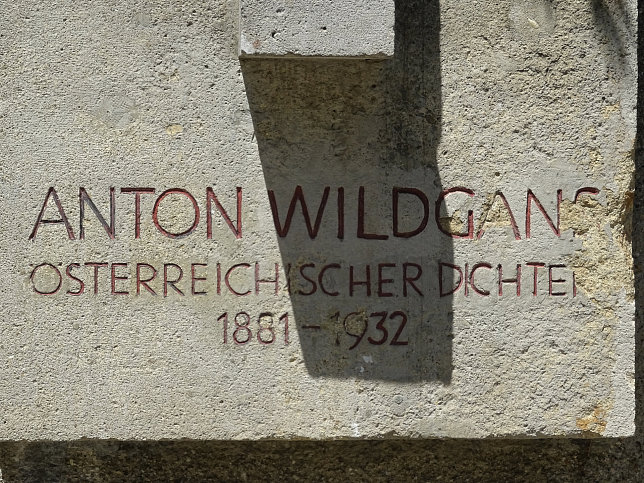 ANTON WILDGANS
ÖSTERREICHISCHER DICHTER
1881 – 1932